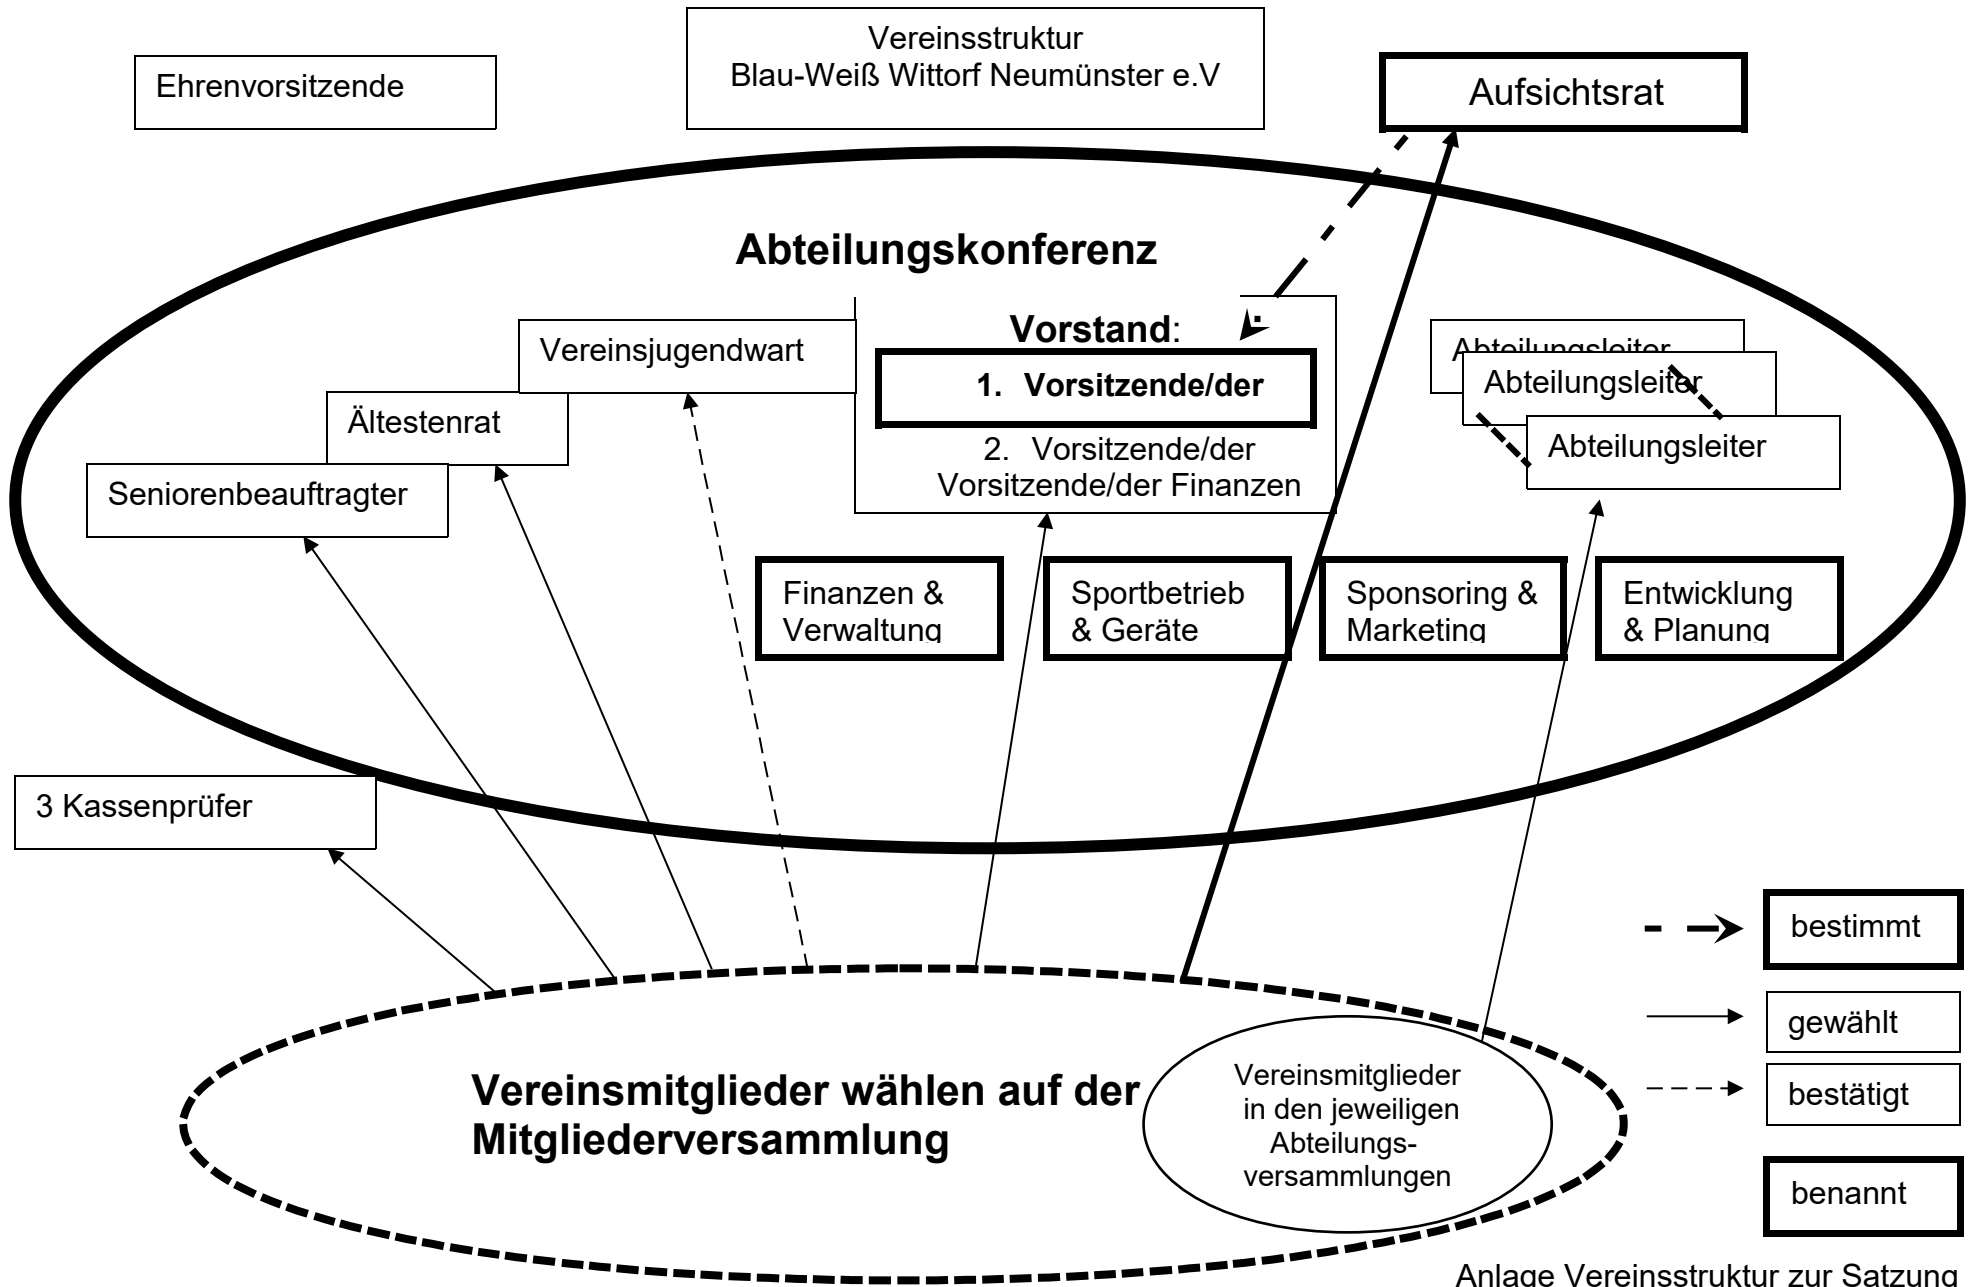 Vereinsstruktur
Blau-Weiß Wittorf Neumünster e.V
Ehrenvorsitzende
Aufsichtsrat
Abteilungskonferenz
Vorstand:
1. Vorsitzende/der
2. Vorsitzende/der
Vorsitzende/der Finanzen
Vereinsjugendwart
Ältestenrat
Seniorenbeauftragter
Abteilungsleiter
Abteilungsleiter
Abteilungsleiter
Finanzen &
Verwaltung
Sportbetrieb
& Geräte
Sponsoring &
Marketing
Entwicklung
& Planung
3 Kassenprüfer
Vereinsmitglieder wählen auf der
Mitgliederversammlung
Vereinsmitglieder
in den jeweiligen
Abteilungs-
versammlungen
bestimmt
gewählt
bestätigt
benannt
Anlage Vereinsstruktur zur Satzung